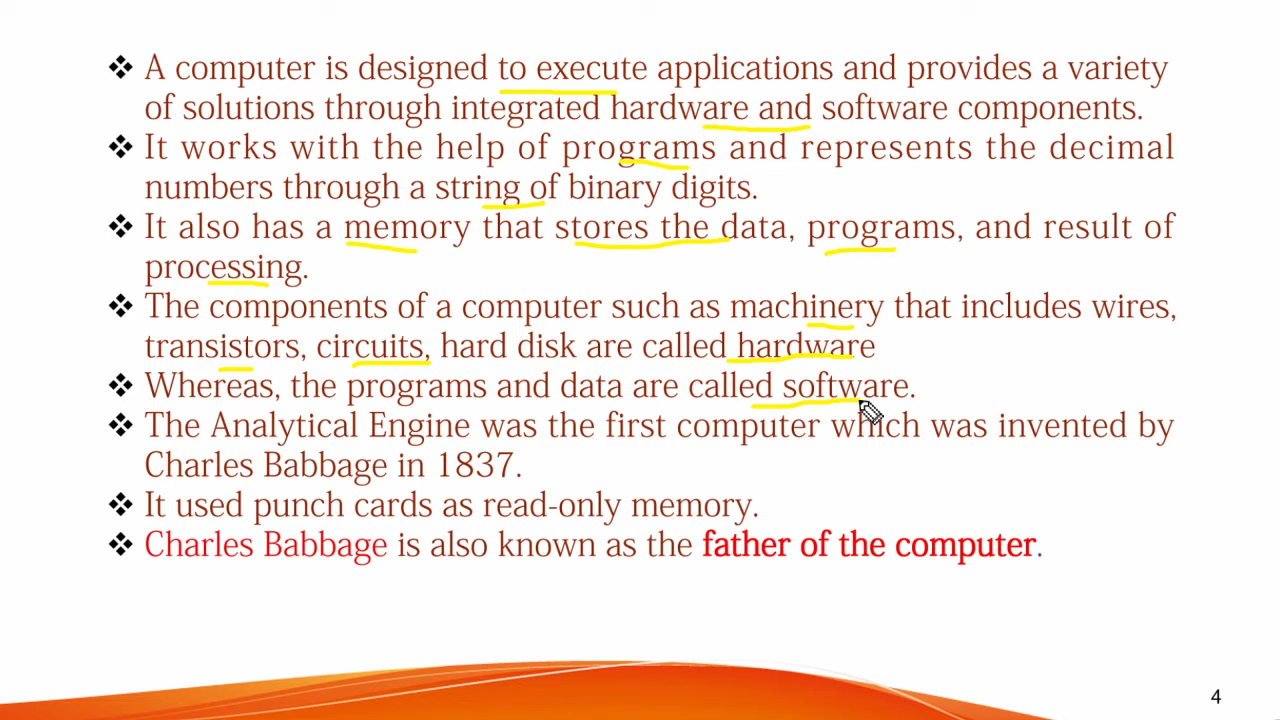 ❖ A computer is designed to execute applications and provides a variety
of solutions through integrated hardware and software components.
❖ It works with the help of programs and represents the decimal
numbers through a string of binary digits.
❖ It also has a memory that stores the data, programs, and result of
processing.
❖ The components of a computer such as machinery that includes wires,
transistors, circuits, hard disk are called hardware
❖ Whereas, the programs and data are called software.
❖ The Analytical Engine was the first computer which was invented by
Charles Babbage in 1837.
❖ It used punch cards as read-only memory.
❖ Charles Babbage is also known as the father of the computer.
4